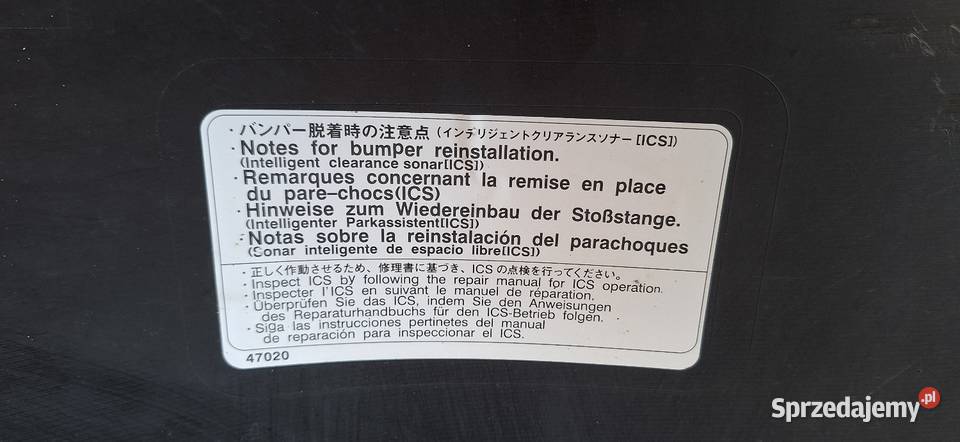 ・バンパー脱着時の注意点 (インテリジェントクリアランスソナー [ICS])
・Notes for bumper reinstallation.
(Intelligent clearance sonar[ICS])
・Remarques concernant la remise en place
du pare-chocs(ICS)
・Hinweise zum Wiedereinbau der Stoßstange.
(Intelligenter Parkassistent[ICS])
・Notas sobre la reinstalación del parachoques
(Sonar inteligente de espacio libre[ICS])
・正しく作動させるため、修理書に基づき、ICS の点検を行ってください。
・Inspect ICS by following the repair manual for ICS operation.
・Inspecter l'ICS en suivant le manuel de réparation.
・Überprüfen Sie das ICS, indem Sie den Anweisungen
des Reparaturhandbuchs für den ICS-Betrieb folgen.
・Siga las instrucciones pertinetes del manual
de reparación para inspeccionar el ICS.
47020
Sprzedajemy.pl